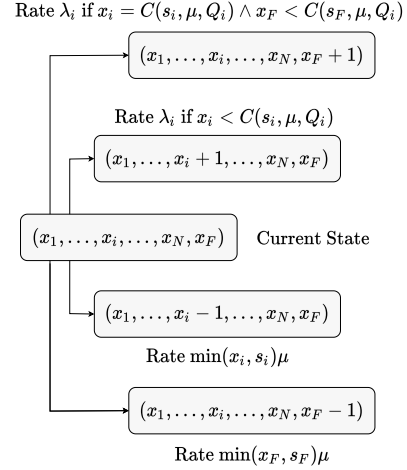 Rate λ_i if x_i = C(s_i, μ, Q_i) ∧ x_F < C(s_F, μ, Q_i)
(x_1, …, x_i, …, x_N, x_F + 1)
Rate λ_i if x_i < C(s_i, μ, Q_i)
(x_1, …, x_i + 1, …, x_N, x_F)
(x_1, …, x_i, …, x_N, x_F) Current State
(x_1, …, x_i − 1, …, x_N, x_F)
Rate min(x_i, s_i)μ
(x_1, …, x_i, …, x_N, x_F − 1)
Rate min(x_F, s_F)μ